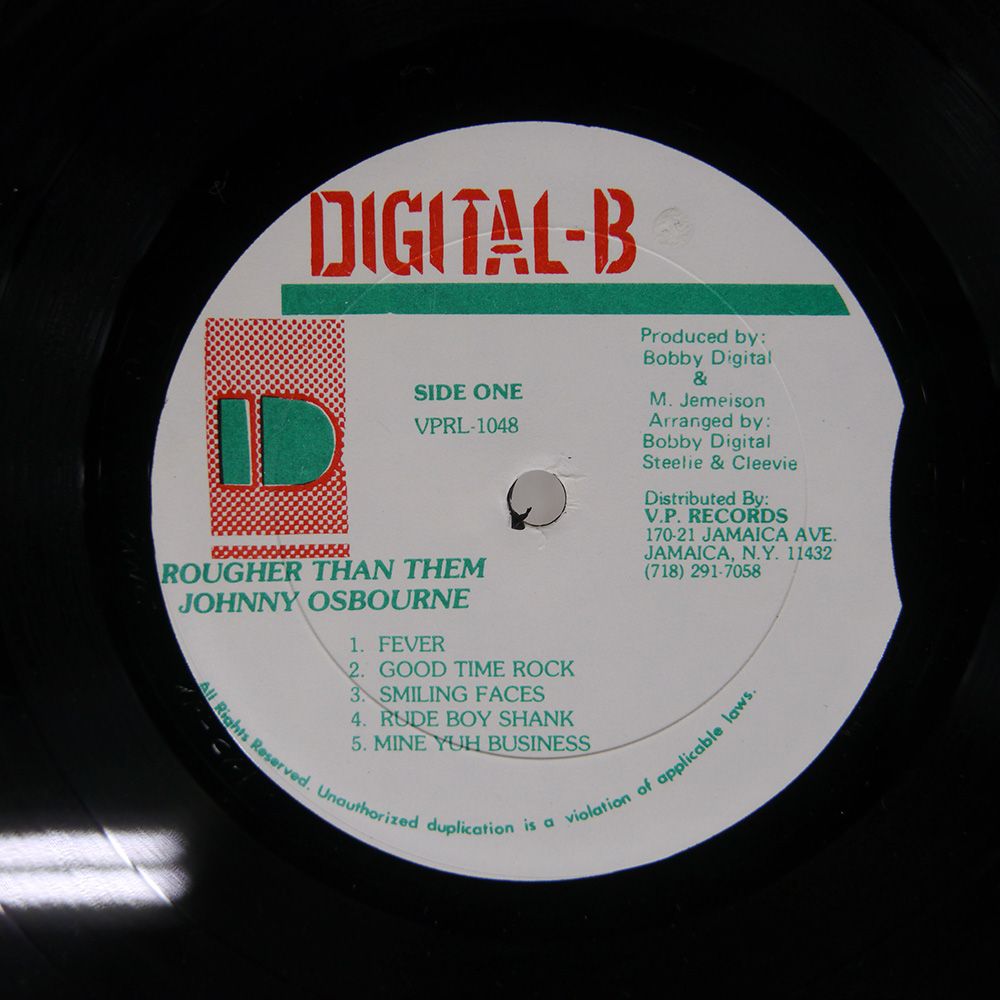 DIGITAL-B
SIDE ONE
VPRL-1048
Produced by:
Bobby Digital
&
M. Jemeison
Arranged by:
Bobby Digital
Steelie & Cleevie
Distributed By:
V.P. RECORDS
170-21 JAMAICA AVE.
JAMAICA, N.Y. 11432
(718) 291-7058
D
ROUGHER THAN THEM
JOHNNY OSBOURNE
1. FEVER
2. GOOD TIME ROCK
3. SMILING FACES
4. RUDE BOY SHANK
5. MINE YUH BUSINESS
All Rights Reserved. Unauthorized duplication is a violation of applicable laws.